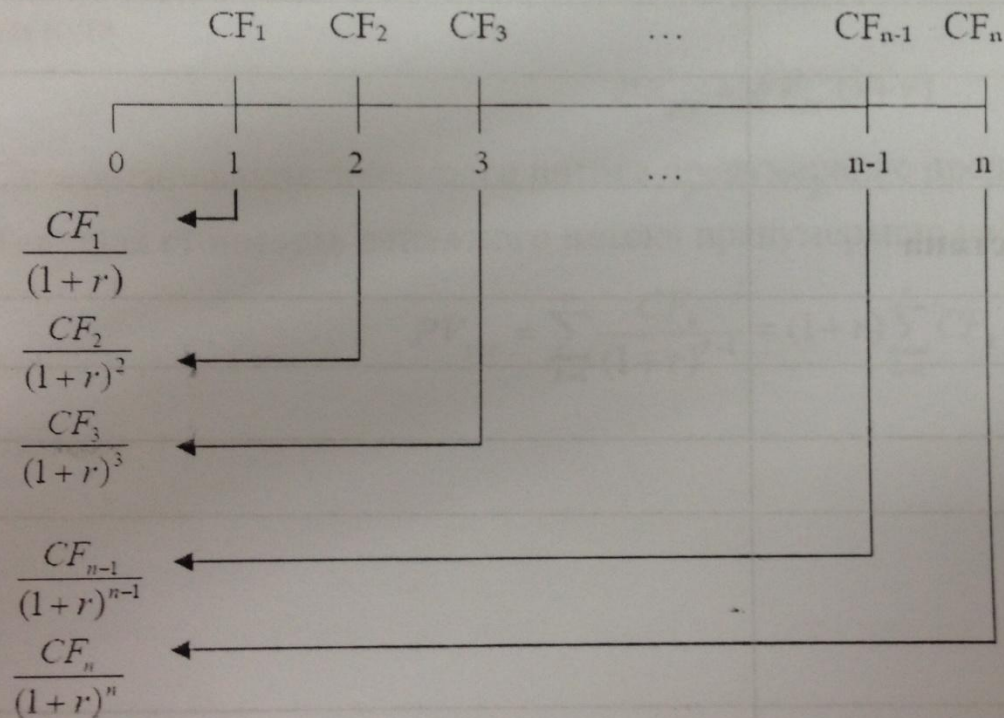 CF₁ CF₂ CF₃ ... CFₙ₋₁ CFₙ
0 1 2 3 ... n-1 n
CF₁/(1+r)
CF₂/(1+r)²
CF₃/(1+r)³
CFₙ₋₁/(1+r)ⁿ⁻¹
CFₙ/(1+r)ⁿ